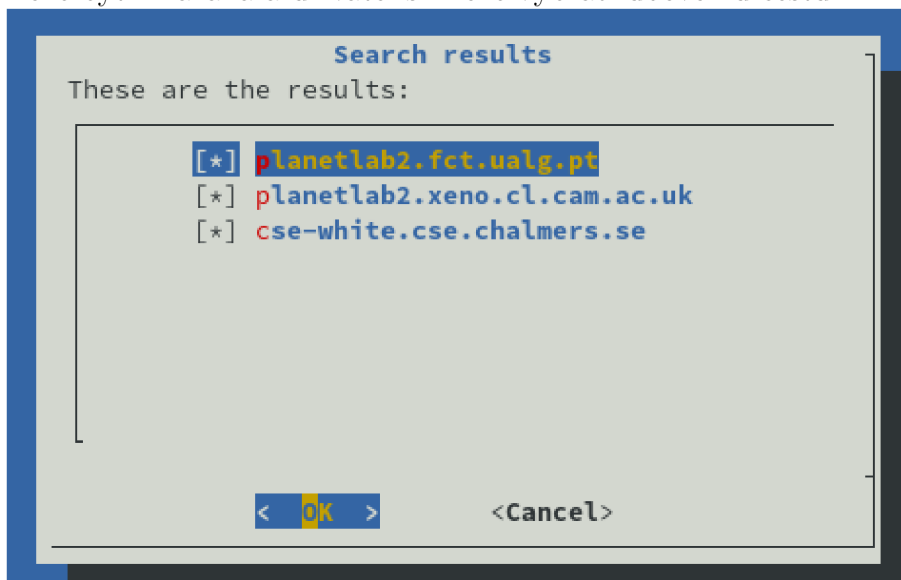 Search results
These are the results:
[*] planetlab2.fct.ualg.pt
[*] planetlab2.xeno.cl.cam.ac.uk
[*] cse-white.cse.chalmers.se
< OK > <Cancel>